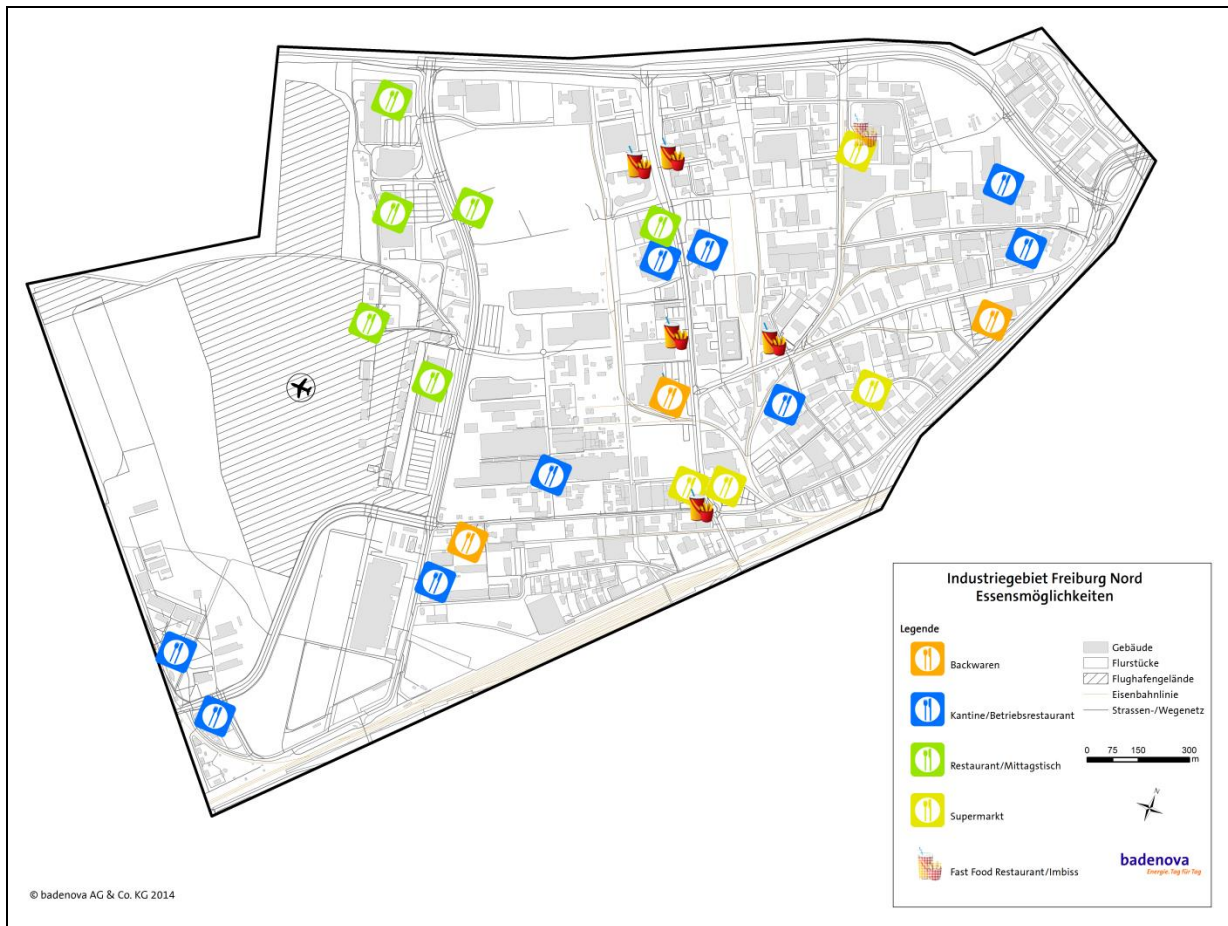 Industriegebiet Freiburg Nord
Essensmöglichkeiten
Legende
Backwaren
Kantine/Betriebsrestaurant
Restaurant/Mittagstisch
Supermarkt
Fast Food Restaurant/Imbiss
Gebäude
Flurstücke
Flughafengelände
Eisenbahnlinie
Strassen-/Wegenetz
0 75 150 300
m
N
badenova
Energie. Tag für Tag
© badenova AG & Co. KG 2014